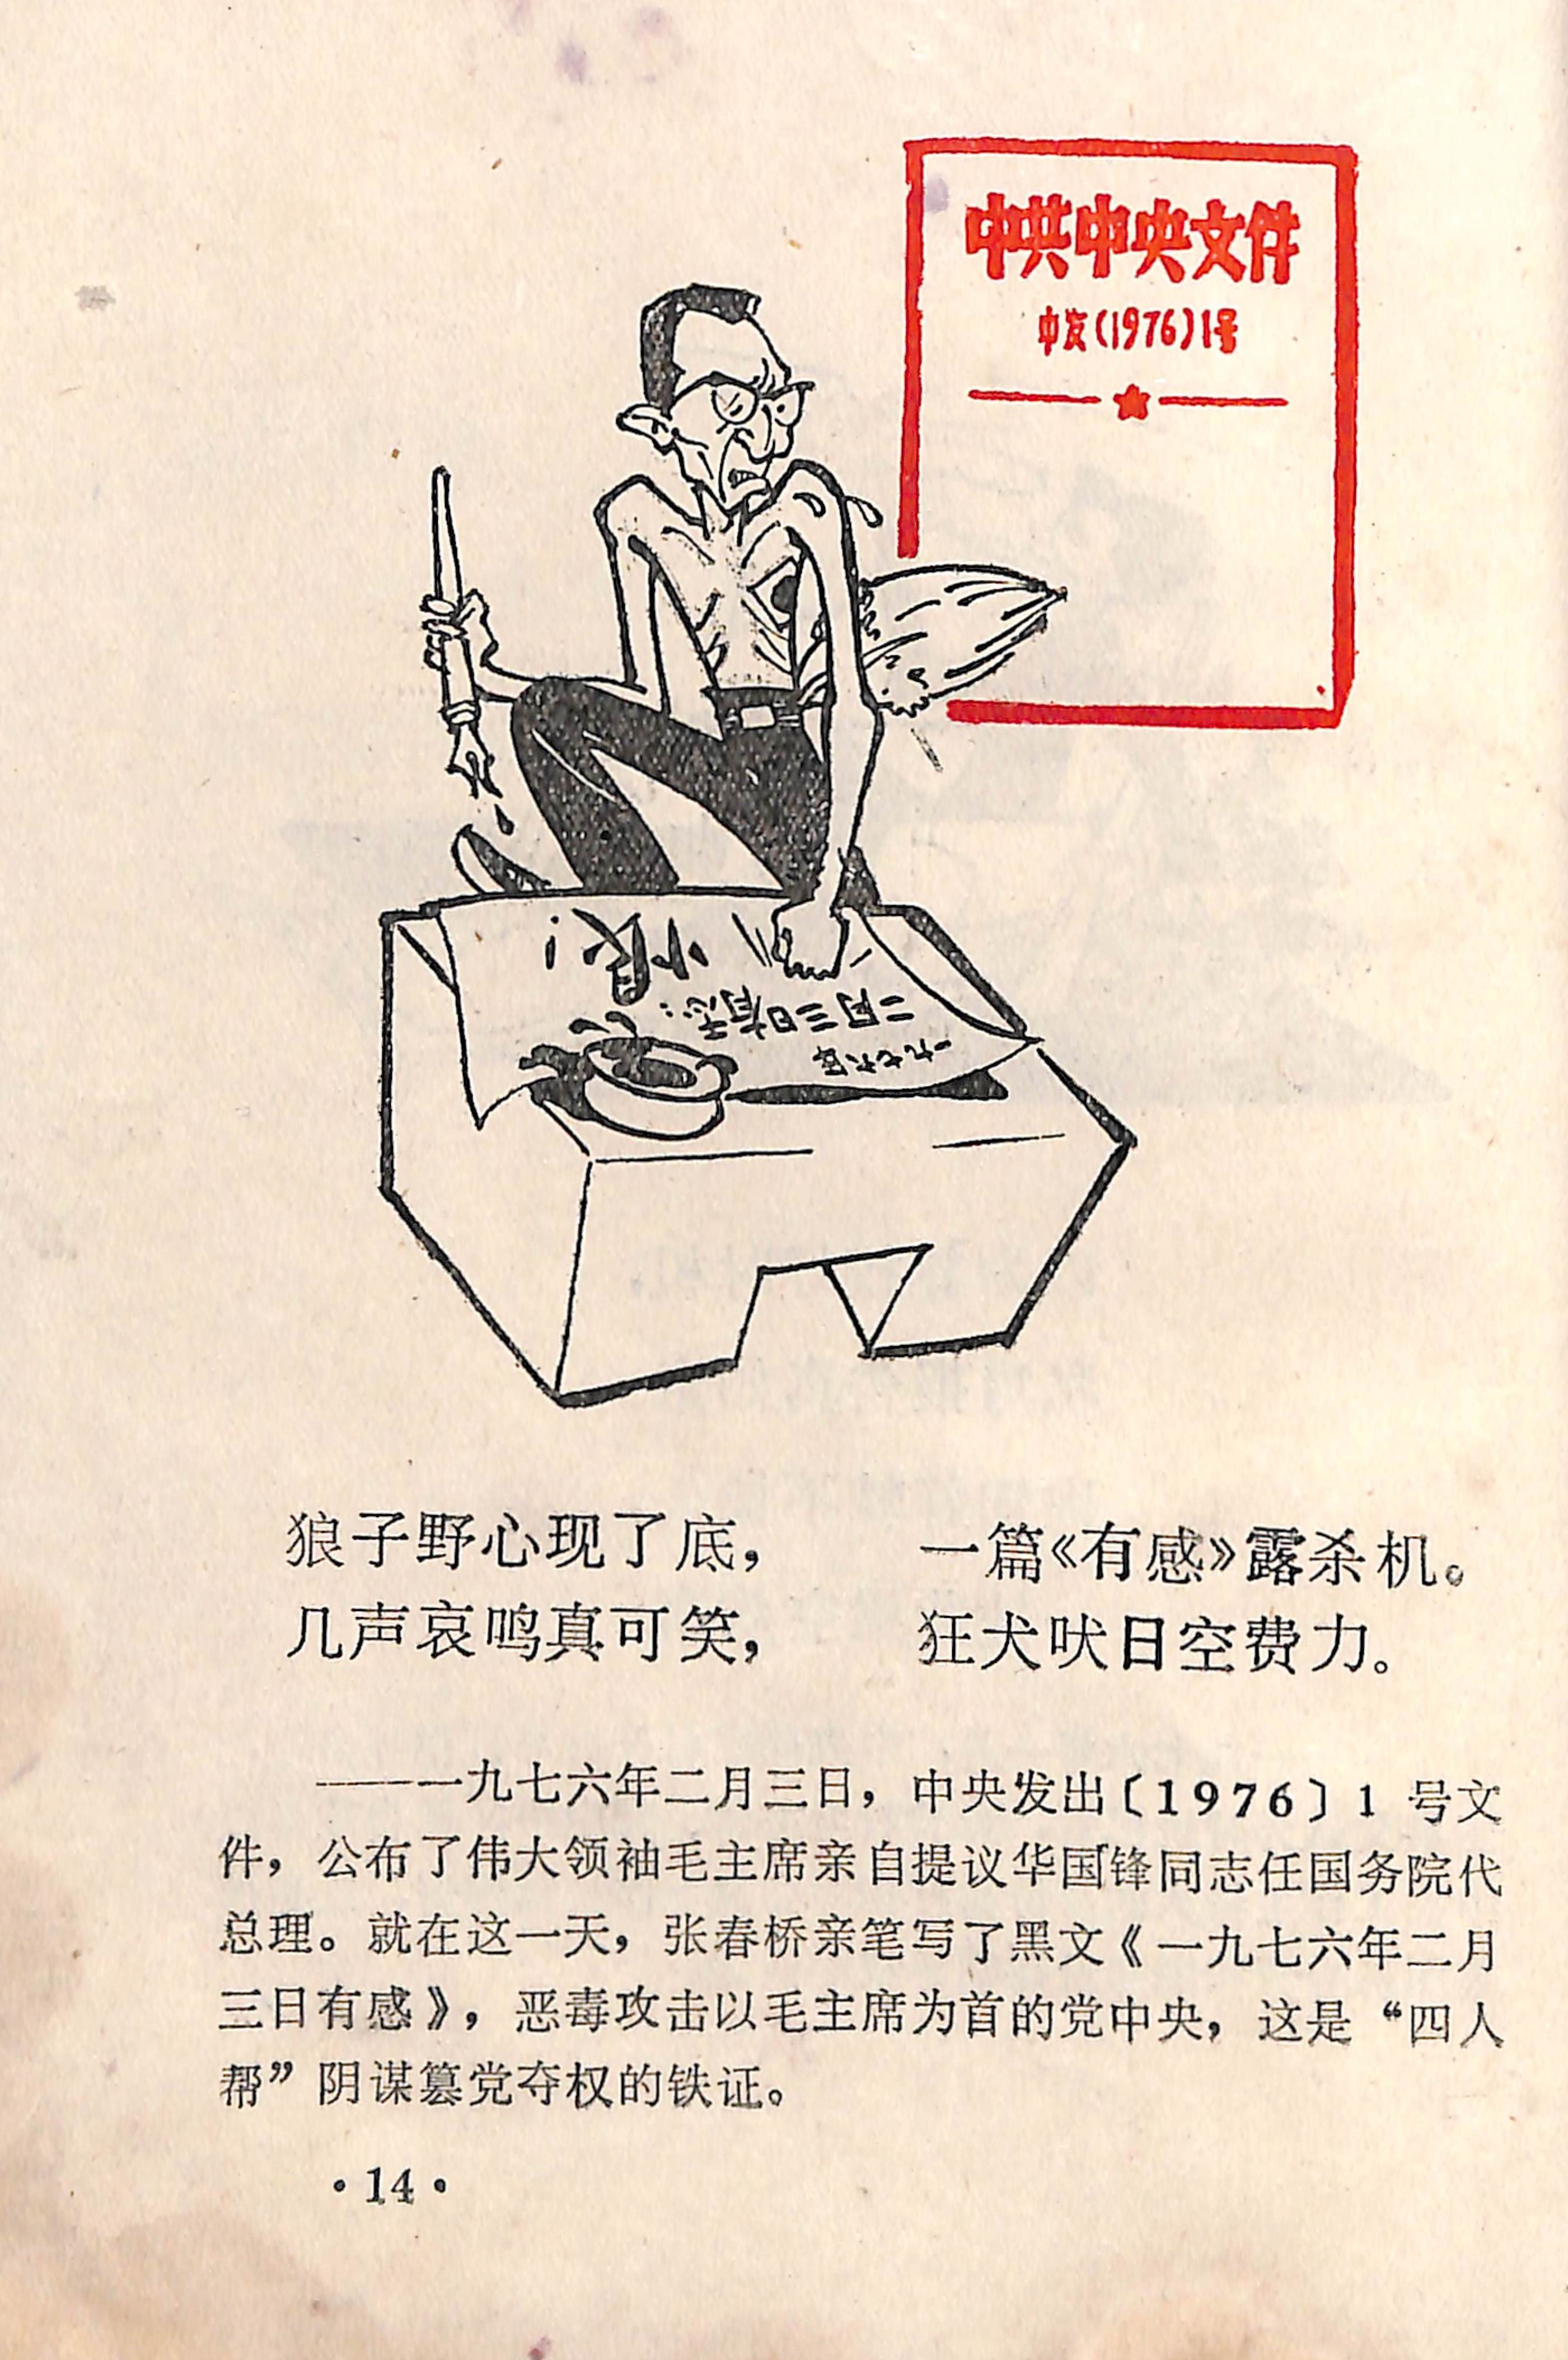 中共中央文件
中发(1976)1号
恨!
二月三日有感:
一九七六年
狼子野心现了底, 一篇《有感》露杀机。
几声哀鸣真可笑, 狂犬吠日空费力。
——一九七六年二月三日,中央发出〔1976〕1 号文
件,公布了伟大领袖毛主席亲自提议华国锋同志任国务院代
总理。就在这一天,张春桥亲笔写了黑文《一九七六年二月
三日有感》,恶毒攻击以毛主席为首的党中央,这是“四人
帮”阴谋篡党夺权的铁证。
·14·